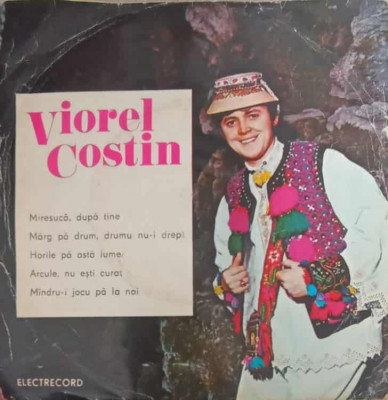 Viorel
Costin
Miresucă, după tine
Mărg pă drum, drumu nu-i drept
Horile pă astă lume
Arcule, nu ești curat
Mîndru-i jocu pă la noi
ELECTRECORD